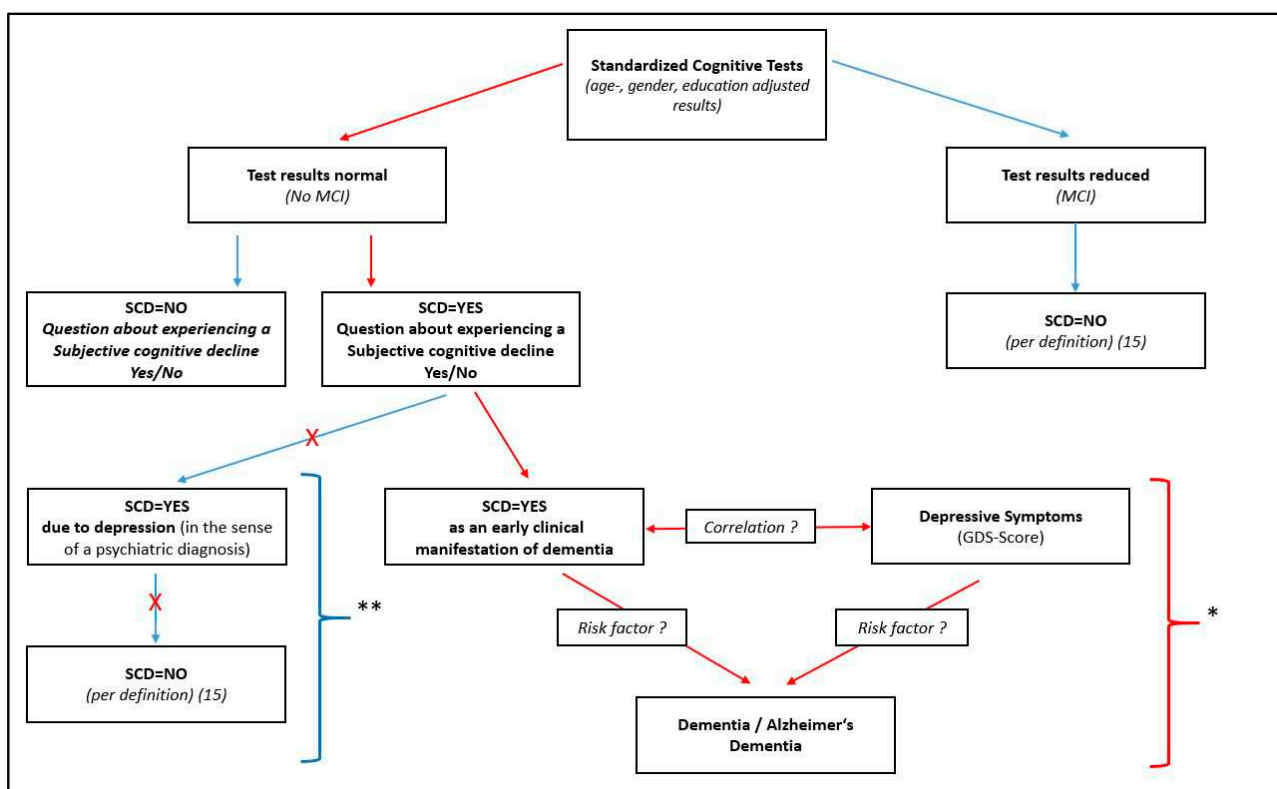 Standardized Cognitive Tests
(age-, gender, education adjusted
results)
Test results normal
(No MCI)
Test results reduced
(MCI)
SCD=NO
Question about experiencing a
Subjective cognitive decline
Yes/No
SCD=YES
Question about experiencing a
Subjective cognitive decline
Yes/No
SCD=NO
(per definition) (15)
X
SCD=YES
due to depression (in the sense
of a psychiatric diagnosis)
SCD=YES
as an early clinical
manifestation of dementia
Correlation ?
Depressive Symptoms
(GDS-Score)
X
**
*
Risk factor ?
Risk factor ?
SCD=NO
(per definition) (15)
Dementia / Alzheimer‘s
Dementia